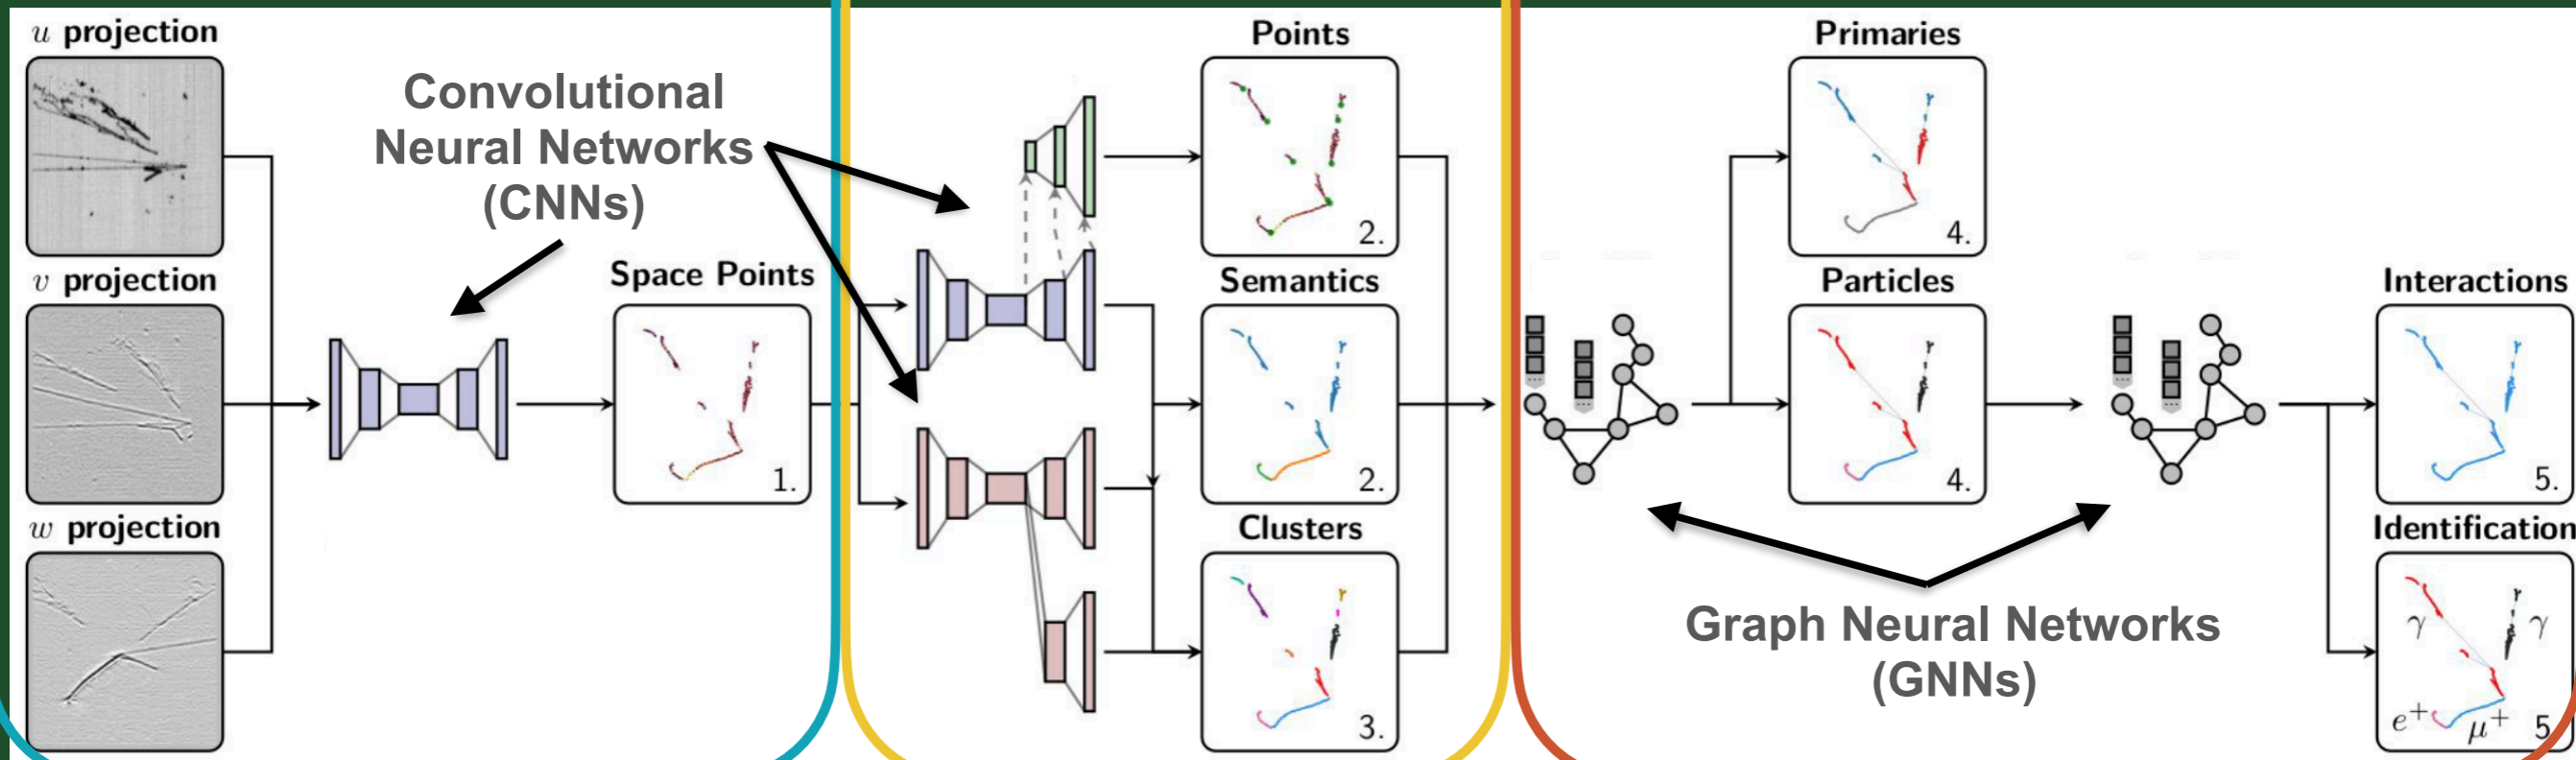 u projection
Convolutional
Neural Networks
(CNNs)
v projection
Space Points
1.
w projection
Points
2.
Semantics
2.
Clusters
3.
Primaries
4.
Particles
4.
Graph Neural Networks
(GNNs)
Interactions
5.
Identification
γ γ
e+ μ+ 5